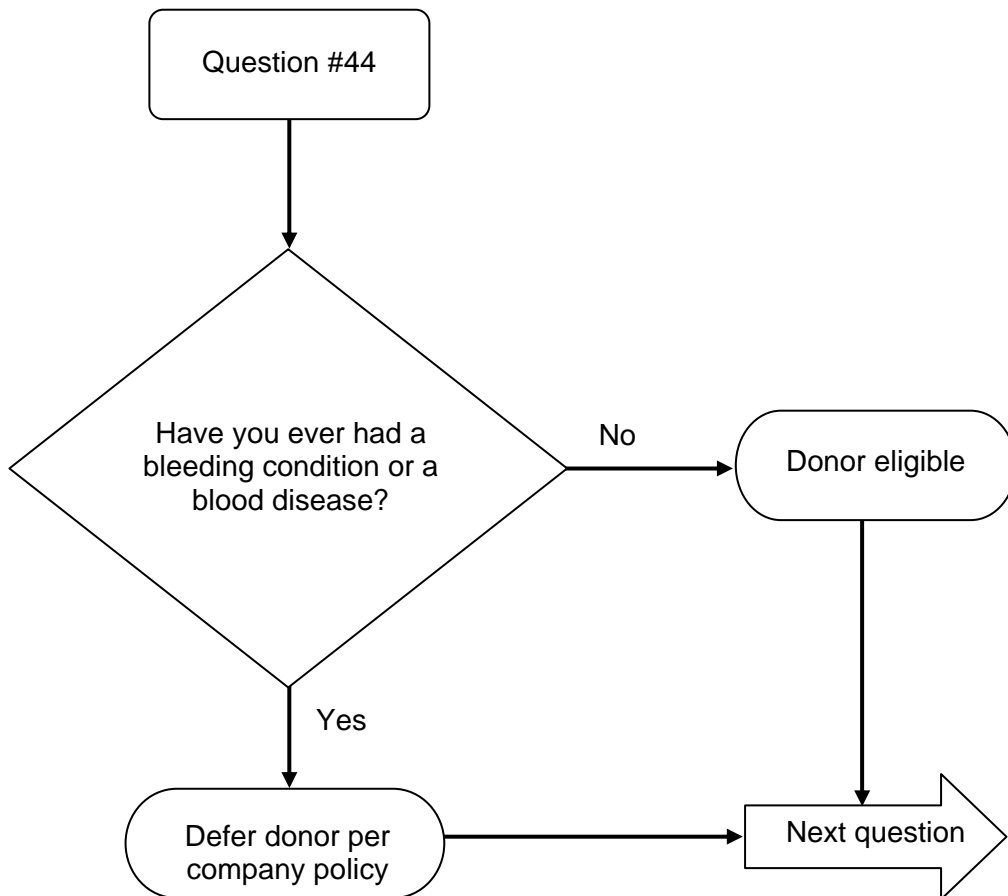 Question #44
Have you ever had a
bleeding condition or a
blood disease?
No
Donor eligible
Yes
Defer donor per
company policy
Next question